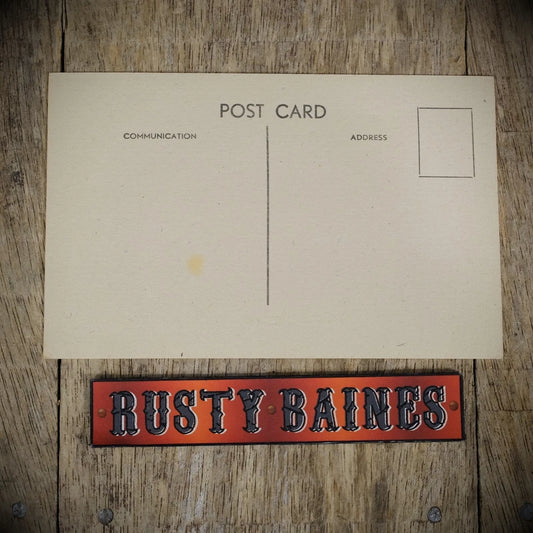 POST CARD
COMMUNICATION
ADDRESS
RUSTY BAINES